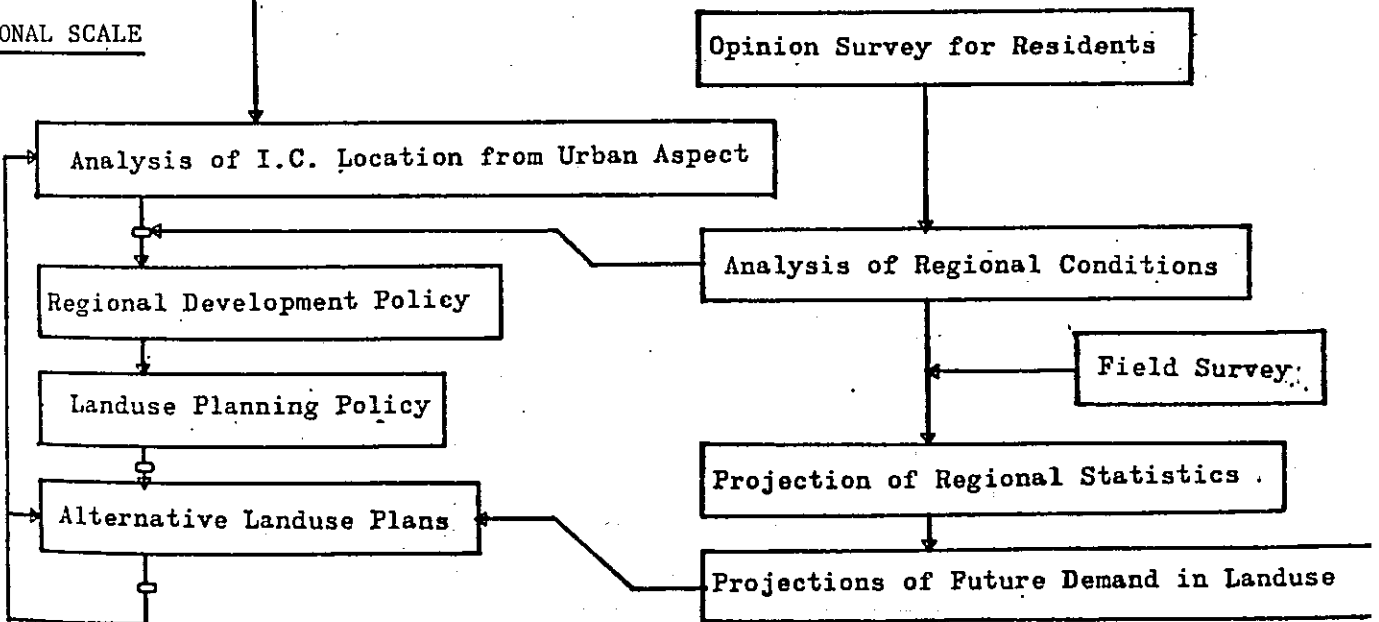 ONAL SCALE
Opinion Survey for Residents
Analysis of I.C. Location from Urban Aspect
Analysis of Regional Conditions
Regional Development Policy
Field Survey
Landuse Planning Policy
Projection of Regional Statistics
Alternative Landuse Plans
Projections of Future Demand in Landuse